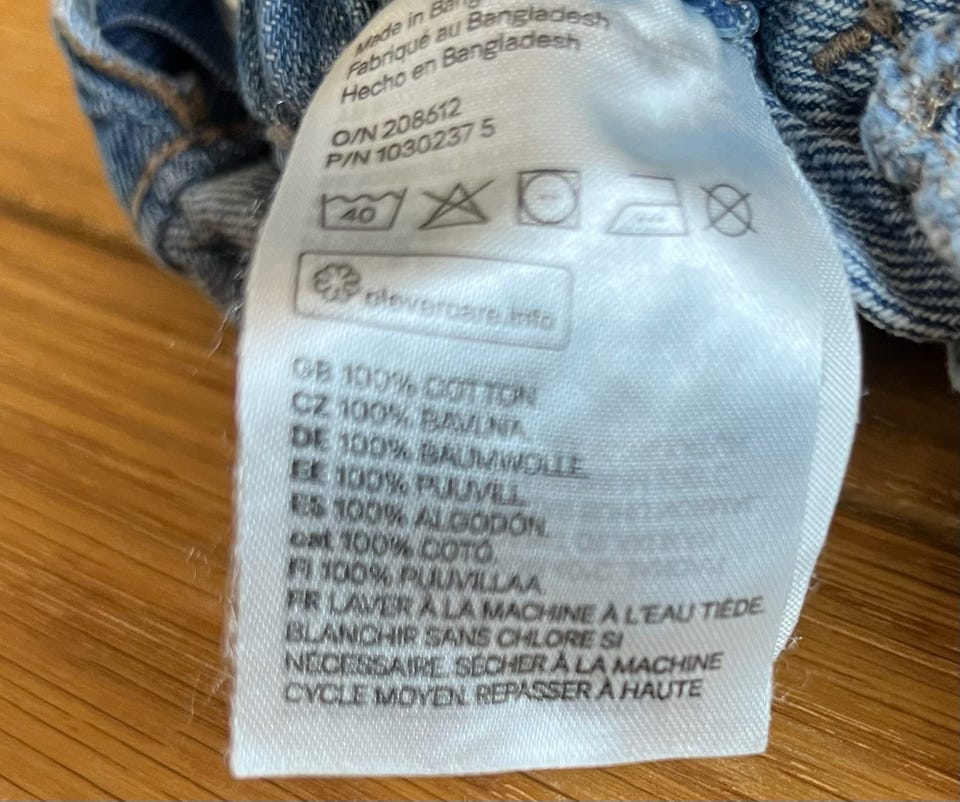 Made in Bang
Fabriqué au Bangladesh
Hecho en Bangladesh
O/N 208612
P/N 1030237 5
40
clevercare.info
GB 100% COTTON
CZ 100% BAVLNA
DE 100% BAUMWOLLE
EE 100% PUUVILL
ES 100% ALGODÓN.
cat 100% COTÓ.
FI 100% PUUVILLAA
FR LAVER À LA MACHINE À L'EAU TIÈDE.
BLANCHIR SANS CHLORE SI
NÉCESSAIRE. SÉCHER À LA MACHINE
CYCLE MOYEN. REPASSER À HAUTE